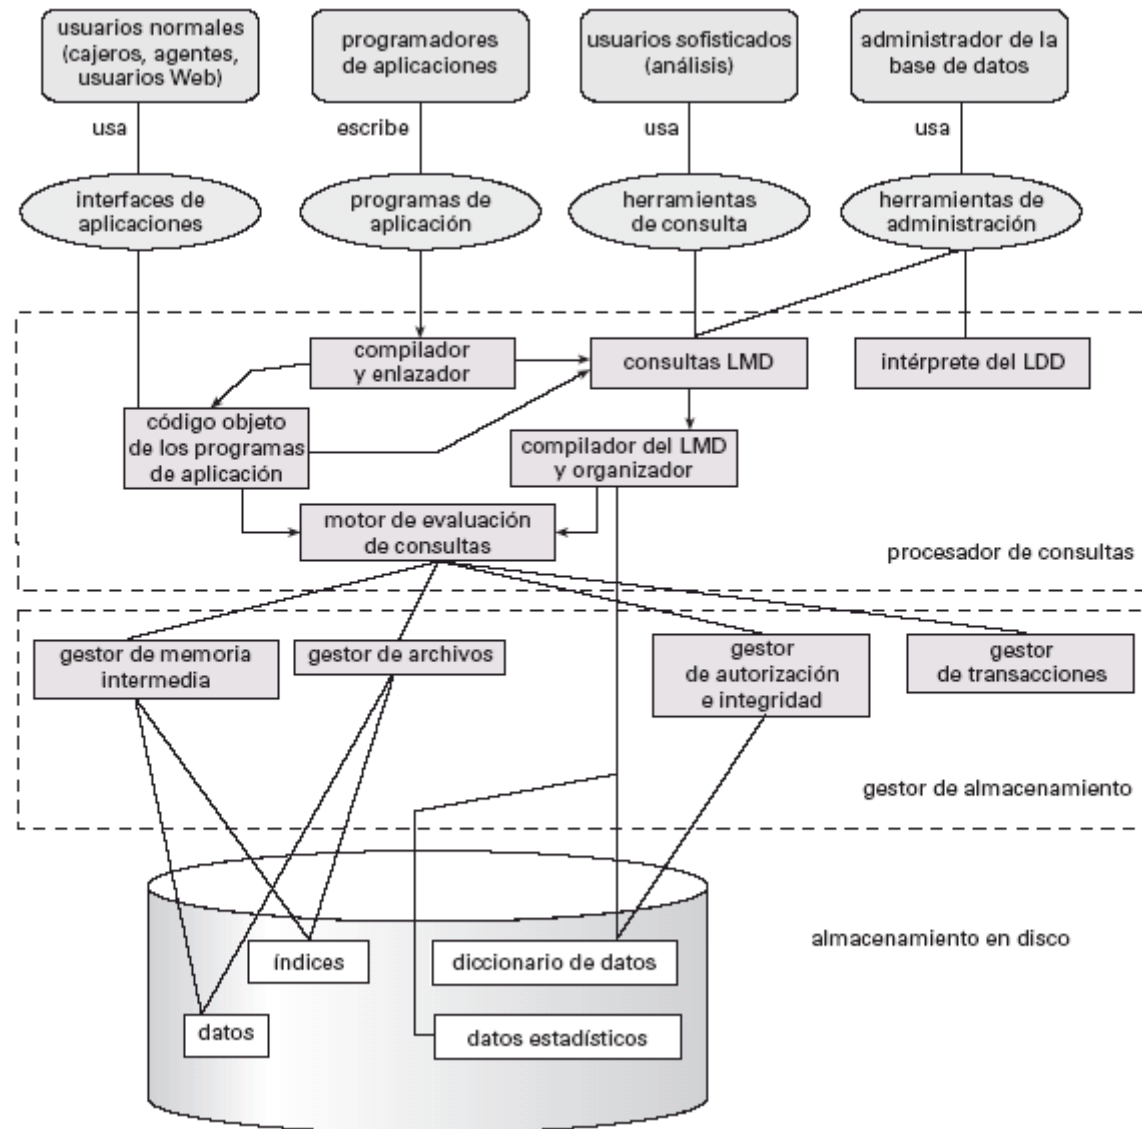 usuarios normales
(cajeros, agentes,
usuarios Web)
programadores
de aplicaciones
usuarios sofisticados
(análisis)
administrador de la
base de datos
usa
escribe
usa
usa
interfaces de
aplicaciones
programas de
aplicación
herramientas
de consulta
herramientas de
administración
compilador
y enlazador
consultas LMD
intérprete del LDD
código objeto
de los programas
de aplicación
compilador del LMD
y organizador
motor de evaluación
de consultas
procesador de consultas
gestor de memoria
intermedia
gestor de archivos
gestor
de autorización
e integridad
gestor
de transacciones
gestor de almacenamiento
índices
diccionario de datos
almacenamiento en disco
datos
datos estadísticos